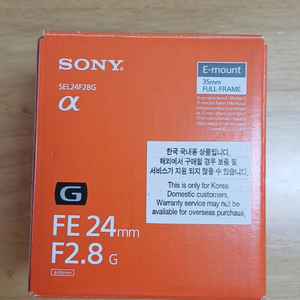 SONY
SEL24F28G
α
E-mount
35mm
FULL-FRAME
한국 국내용 상품입니다.
해외에서 구매할 경우 보증 및
서비스가 지원 되지 않을 수 있습니다.
This is only for Korea
Domestic customers.
Warranty service may not be
available for overseas purchase.
G
FE 24mm
F2.8 G